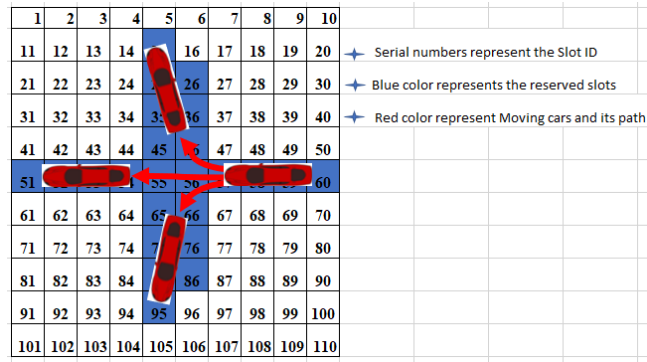 1 2 3 4 5 6 7 8 9 10
11 12 13 14 16 17 18 19 20
Serial numbers represent the Slot ID
21 22 23 24 26 27 28 29 30
Blue color represents the reserved slots
31 32 33 34 36 37 38 39 40
Red color represent Moving cars and its path
41 42 43 44 45 47 48 49 50
51 55 56 60
61 62 63 64 65 66 67 68 69 70
71 72 73 74 76 77 78 79 80
81 82 83 84 86 87 88 89 90
91 92 93 94 95 96 97 98 99 100
101 102 103 104 105 106 107 108 109 110